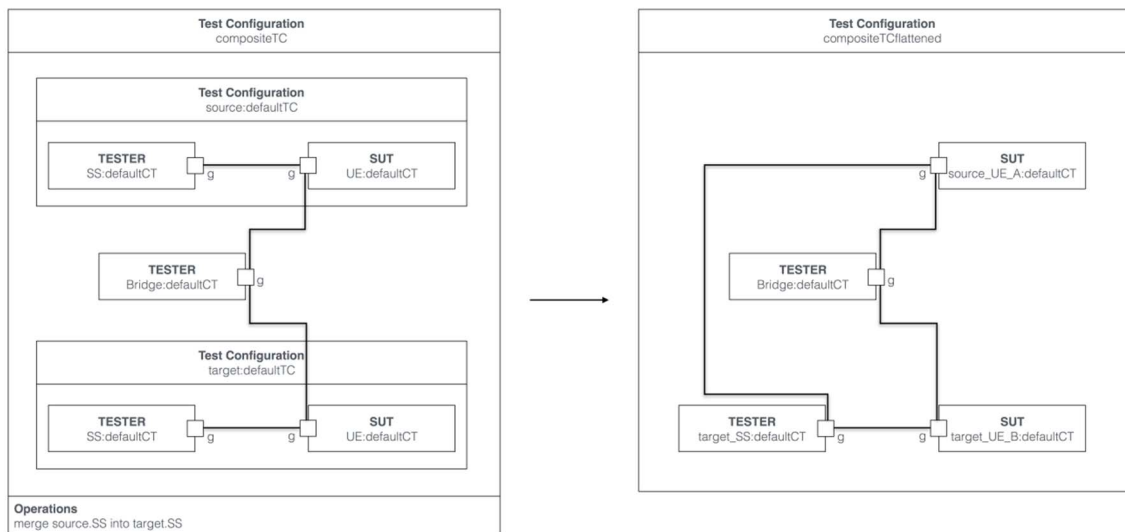 Test Configuration
compositeTC
Test Configuration
source:defaultTC
TESTER
SS:defaultCT
g
g
SUT
UE:defaultCT
TESTER
Bridge:defaultCT
g
Test Configuration
target:defaultTC
TESTER
SS:defaultCT
g
g
SUT
UE:defaultCT
Operations
merge source.SS into target.SS
Test Configuration
compositeTCflattened
g
SUT
source_UE_A:defaultCT
TESTER
Bridge:defaultCT
g
TESTER
target_SS:defaultCT
g
g
SUT
target_UE_B:defaultCT